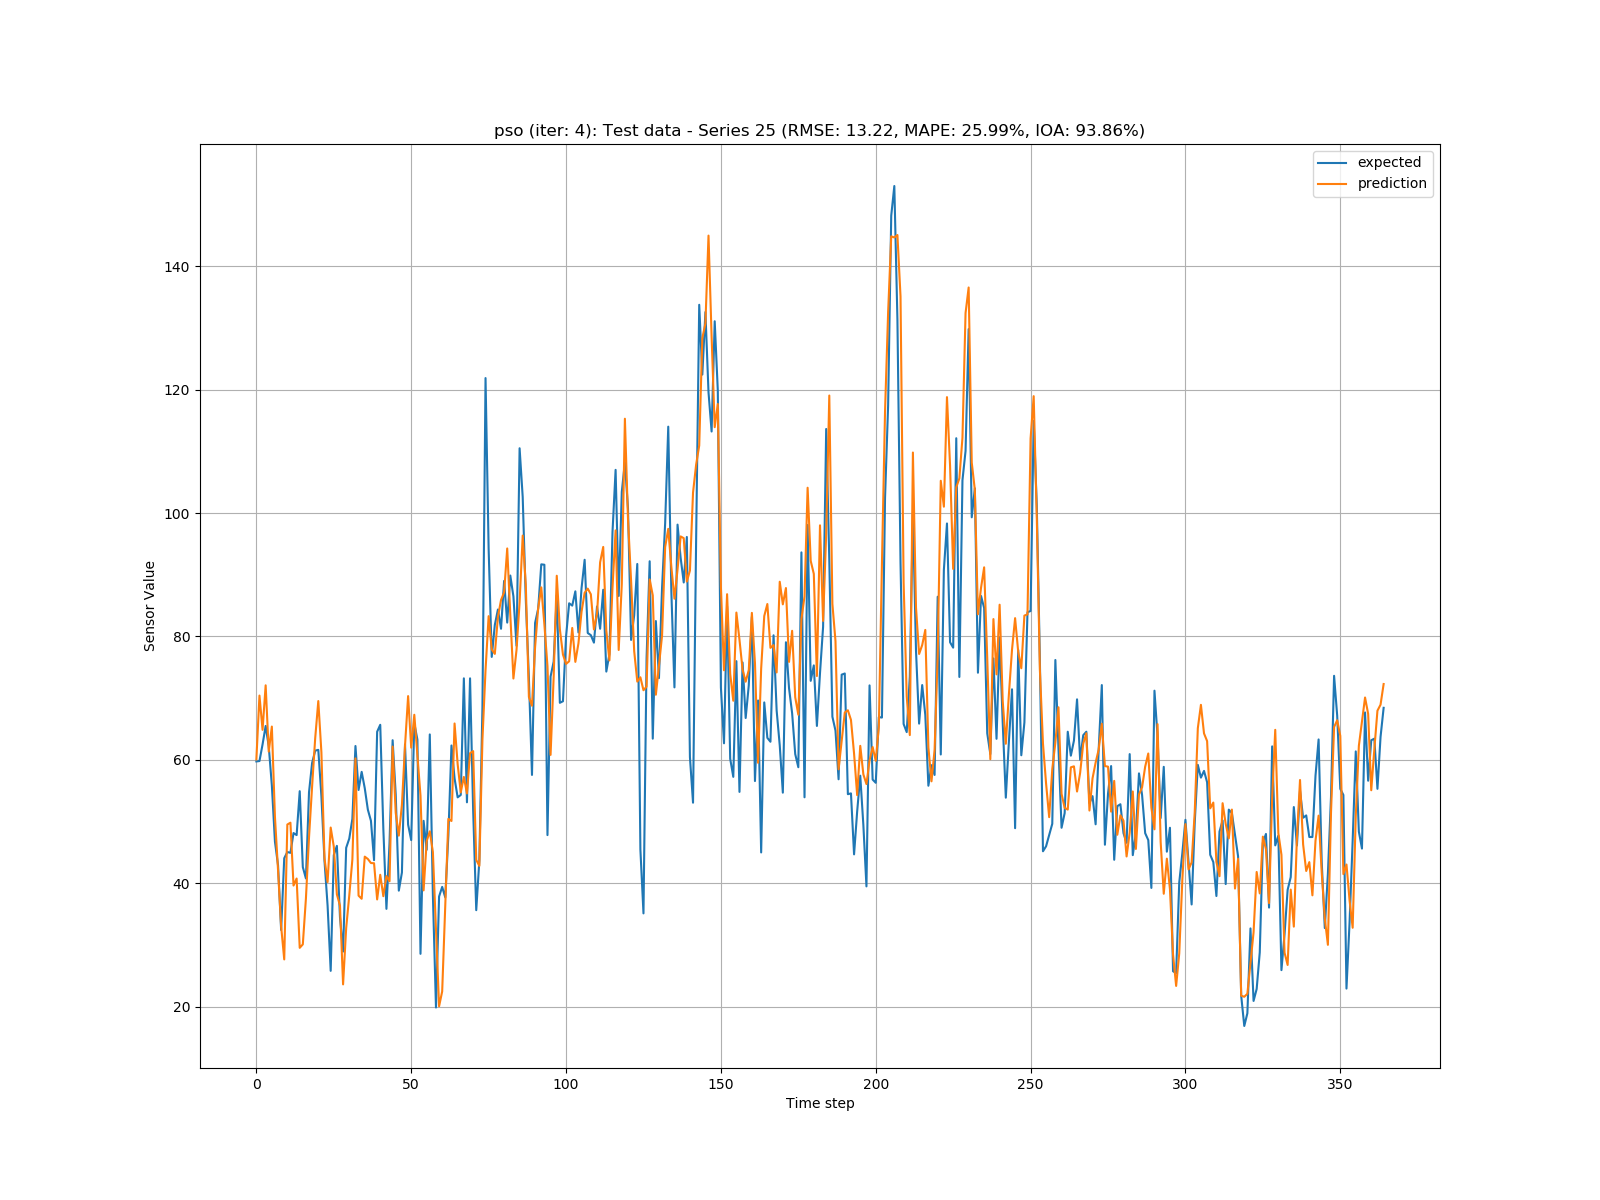 pso (iter: 4): Test data - Series 25 (RMSE: 13.22, MAPE: 25.99%, IOA: 93.86%)
expected
prediction
140
120
100
80
60
40
20
Sensor Value
0 50 100 150 200 250 300 350
Time step